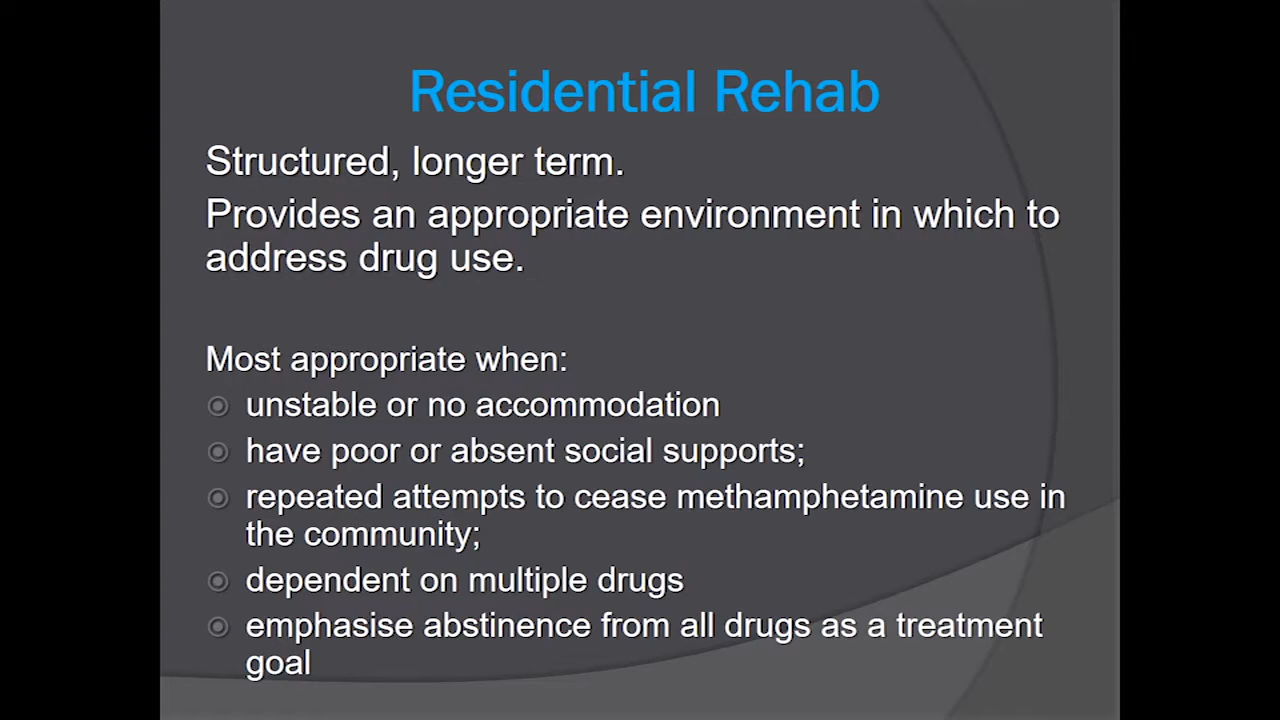 Residential Rehab
Structured, longer term.
Provides an appropriate environment in which to
address drug use.
Most appropriate when:
unstable or no accommodation
have poor or absent social supports;
repeated attempts to cease methamphetamine use in
the community;
dependent on multiple drugs
emphasise abstinence from all drugs as a treatment
goal